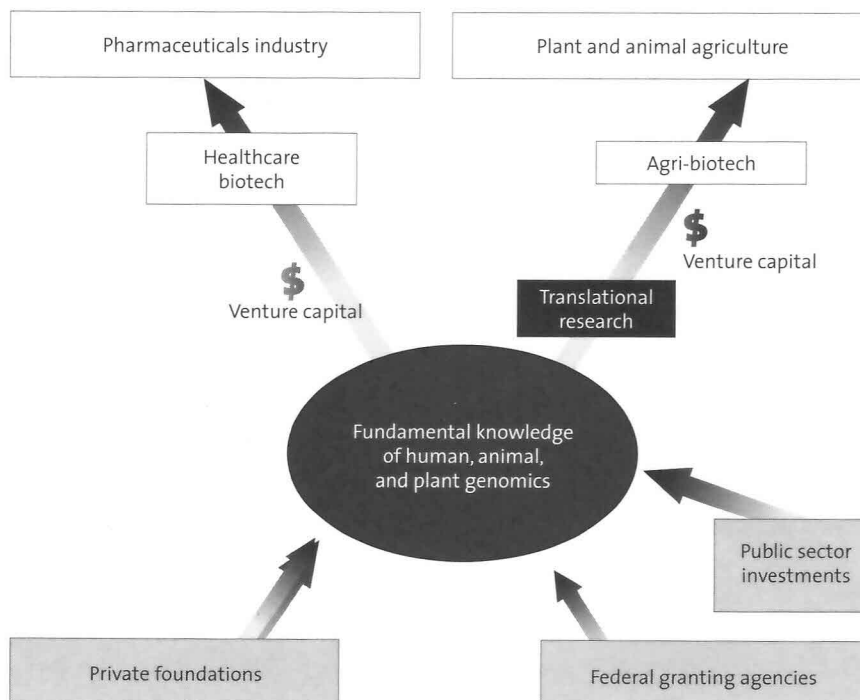 Pharmaceuticals industry
Plant and animal agriculture
Healthcare
biotech
Agri-biotech
$
Venture capital
$
Venture capital
Translational
research
Fundamental knowledge
of human, animal,
and plant genomics
Public sector
investments
Private foundations
Federal granting agencies